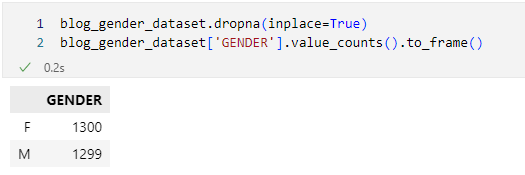 1 blog_gender_dataset.dropna(inplace=True)
2 blog_gender_dataset['GENDER'].value_counts().to_frame()
0.2s
GENDER
F 1300
M 1299